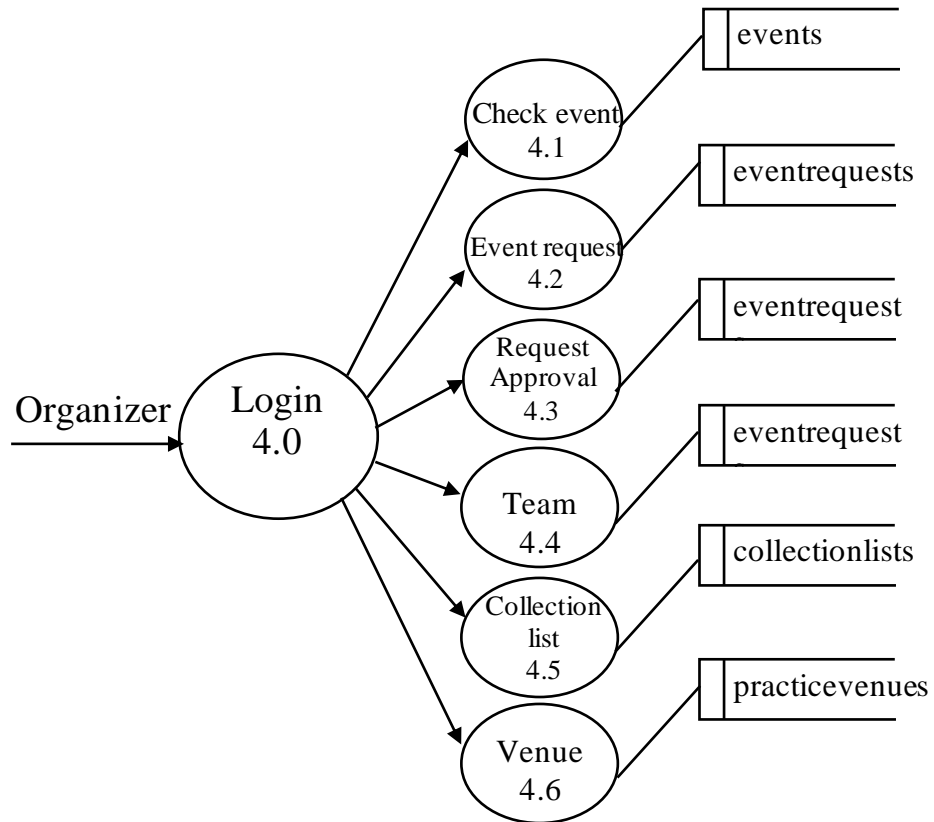 events
Check event
4.1
eventrequests
Event request
4.2
eventrequest
Request
Approval
4.3
Organizer
Login
4.0
eventrequest
Team
4.4
collectionlists
Collection
list
4.5
practicevenues
Venue
4.6